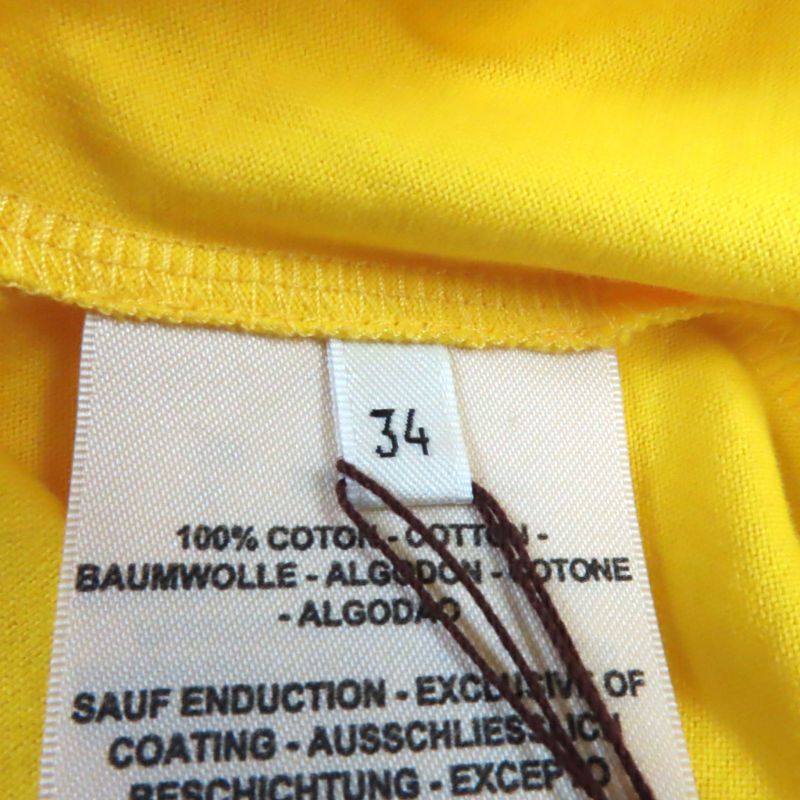 34
100% COTON - COTTON -
BAUMWOLLE - ALGODON - COTONE
- ALGODAO
SAUF ENDUCTION - EXCLUSIVE OF
COATING - AUSSCHLIESSLICH
BESCHICHTUNG - EXCEPTO